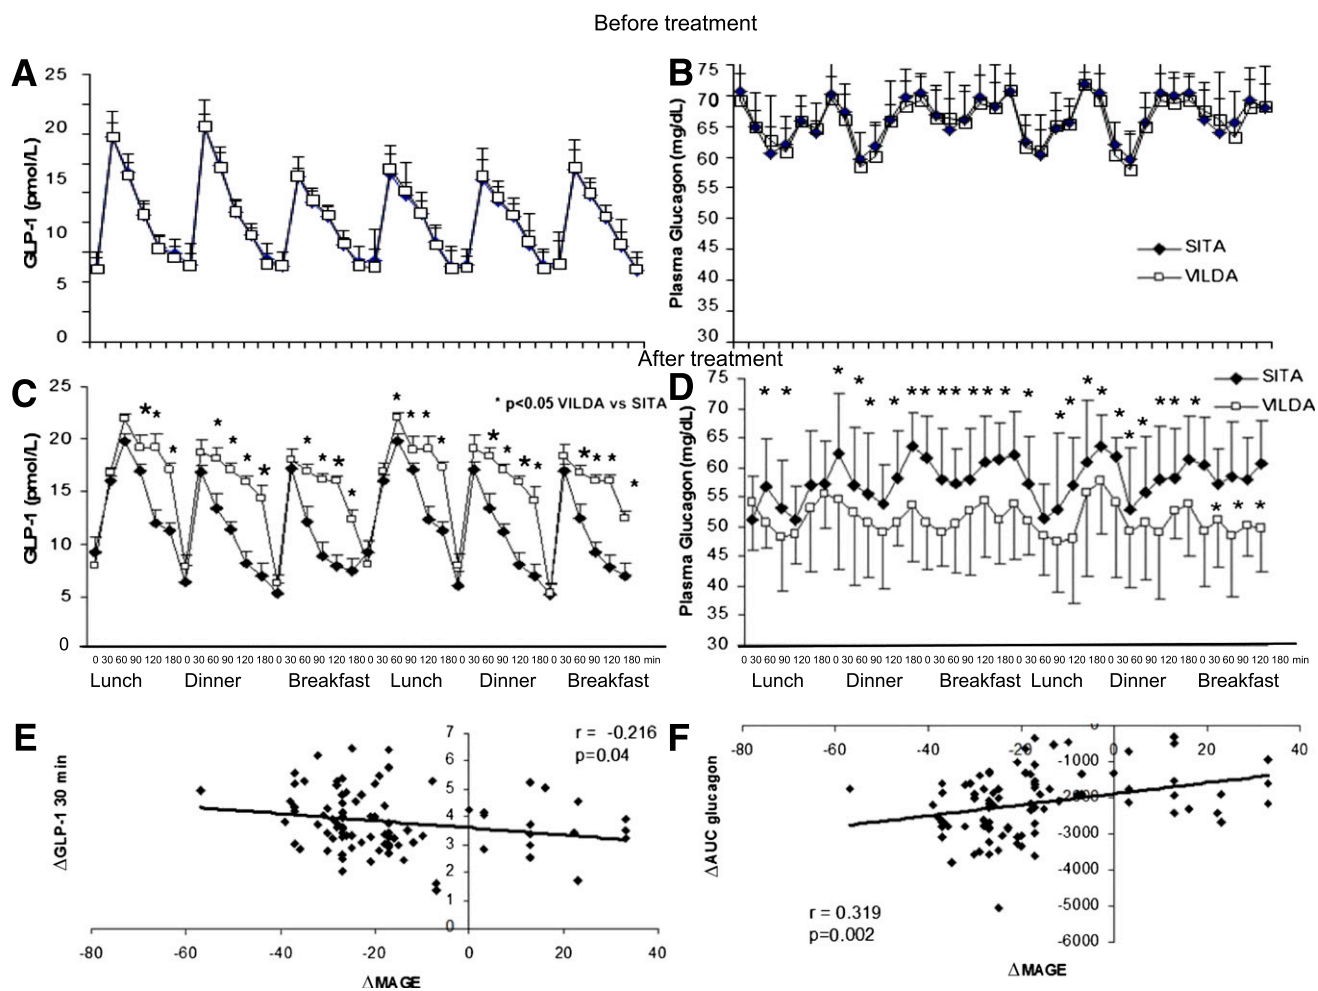 Before treatment
A
25
20
15
10
5
0
GLP-1 (pmol/L)
B
75
70
65
60
55
50
45
40
35
30
Plasma Glucagon (mg/dL)
SITA
VILDA
After treatment
C
25
20
15
10
5
0
GLP-1 (pmol/L)
* p<0.05 VILDA vs SITA
0 30 60 90 120 180 0 30 60 90 120 180 0 30 60 90 120 180 0 30 60 90 120 180 0 30 60 90 120 180 0 30 60 90 120 180 min
Lunch Dinner Breakfast Lunch Dinner Breakfast
D
75
70
65
60
55
50
45
40
35
30
Plasma Glucagon (mg/dL)
SITA
VILDA
0 30 60 90 120 180 0 30 60 90 120 180 0 30 60 90 120 180 0 30 60 90 120 180 0 30 60 90 120 180 0 30 60 90 120 180 min
Lunch Dinner Breakfast Lunch Dinner Breakfast
E
7
6
5
4
3
2
1
0
r = -0.216
p=0.04
ΔGLP-1 30 min
-80 -60 -40 -20 0 20 40
ΔMAGE
F
-80 -60 -40 -20 0 20 40
0
-1000
-2000
-3000
-4000
-5000
-6000
ΔAUC glucagon
r = 0.319
p=0.002
ΔMAGE